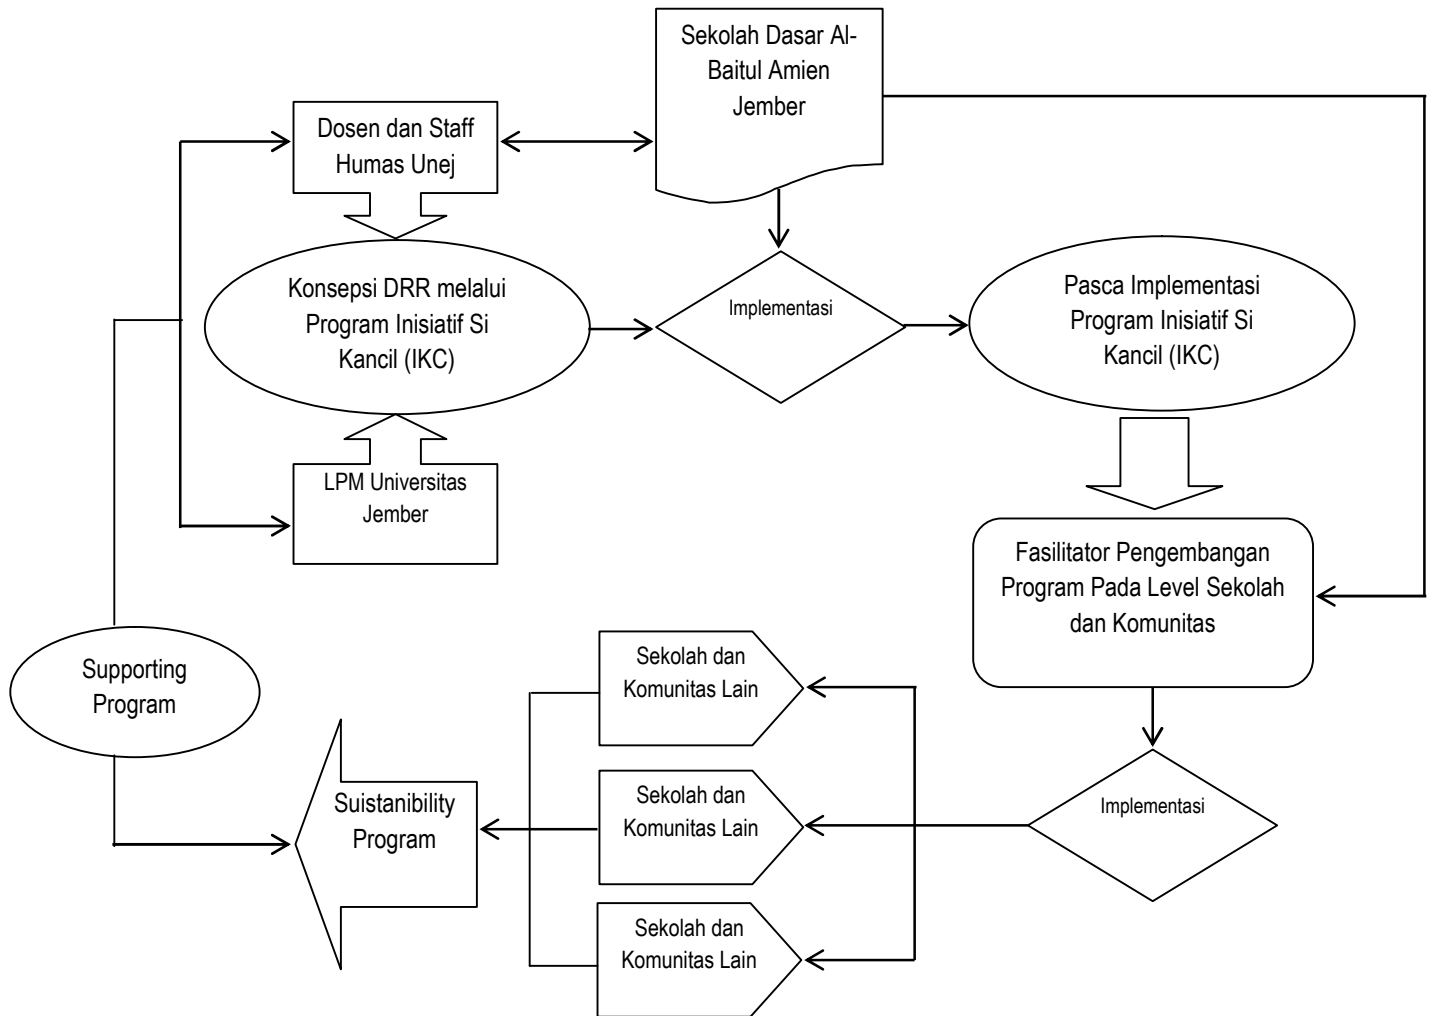 Sekolah Dasar Al-
Baitul Amien
Jember
Dosen dan Staff
Humas Unej
Konsepsi DRR melalui
Program Inisiatif Si
Kancil (IKC)
Implementasi
Pasca Implementasi
Program Inisiatif Si
Kancil (IKC)
LPM Universitas
Jember
Fasilitator Pengembangan
Program Pada Level Sekolah
dan Komunitas
Supporting
Program
Sekolah dan
Komunitas Lain
Suistanibility
Program
Sekolah dan
Komunitas Lain
Implementasi
Sekolah dan
Komunitas Lain